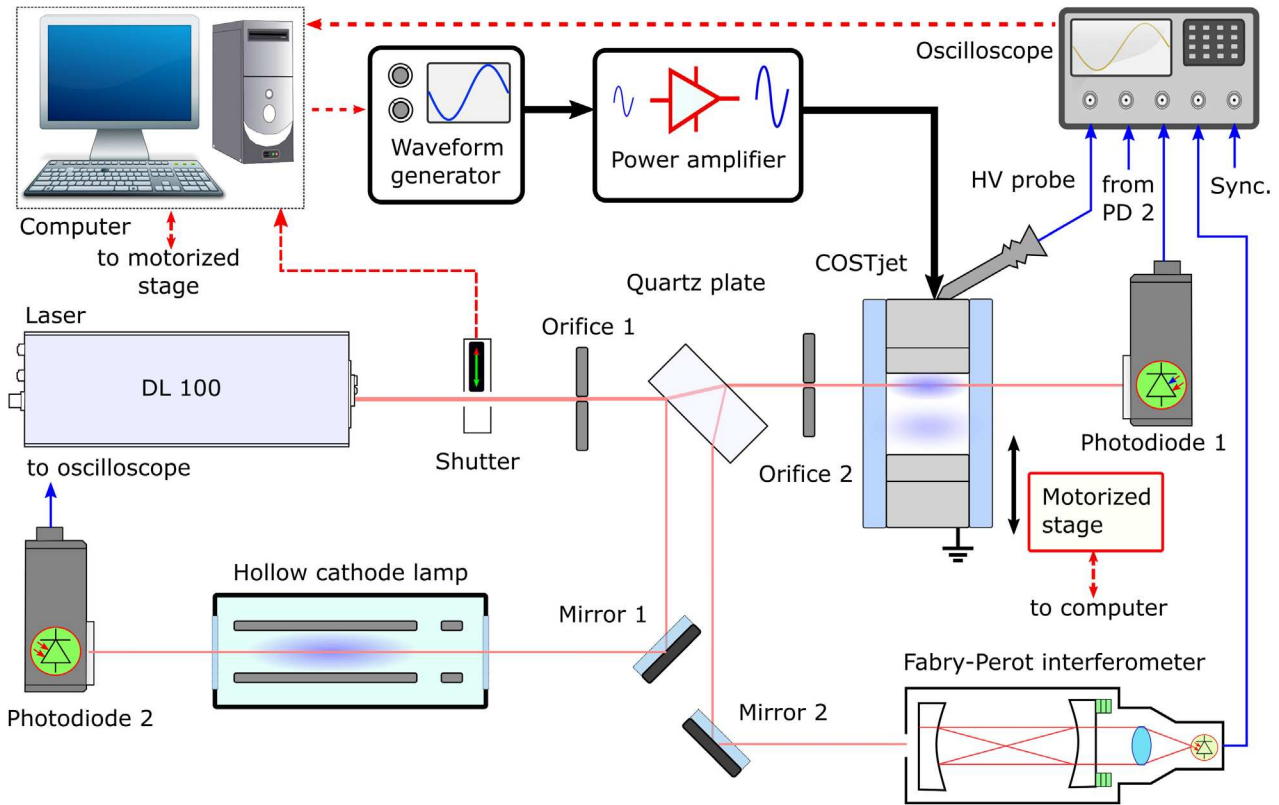 Oscilloscope
Waveform
generator
Power amplifier
HV probe
from
PD 2
Sync.
Computer
to motorized
stage
COSTjet
Quartz plate
Laser
Orifice 1
DL 100
Shutter
Orifice 2
Photodiode 1
to oscilloscope
Motorized
stage
Hollow cathode lamp
Mirror 1
to computer
Fabry-Perot interferometer
Photodiode 2
Mirror 2